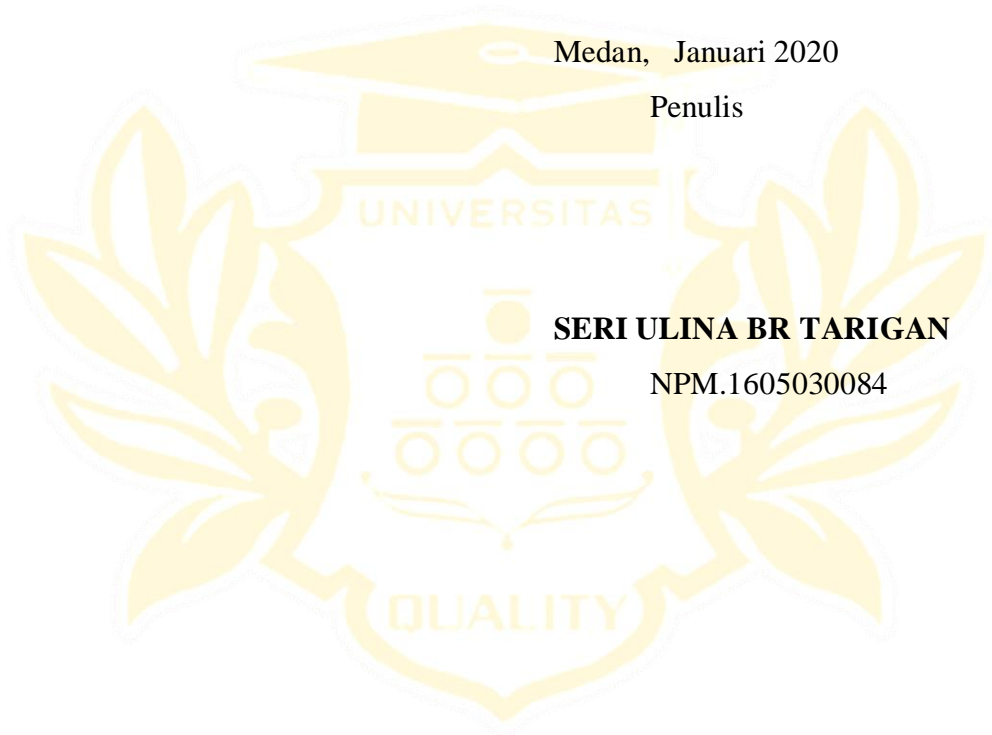 Medan, Januari 2020
Penulis
UNIVERSITAS
SERI ULINA BR TARIGAN
NPM.1605030084
QUALITY